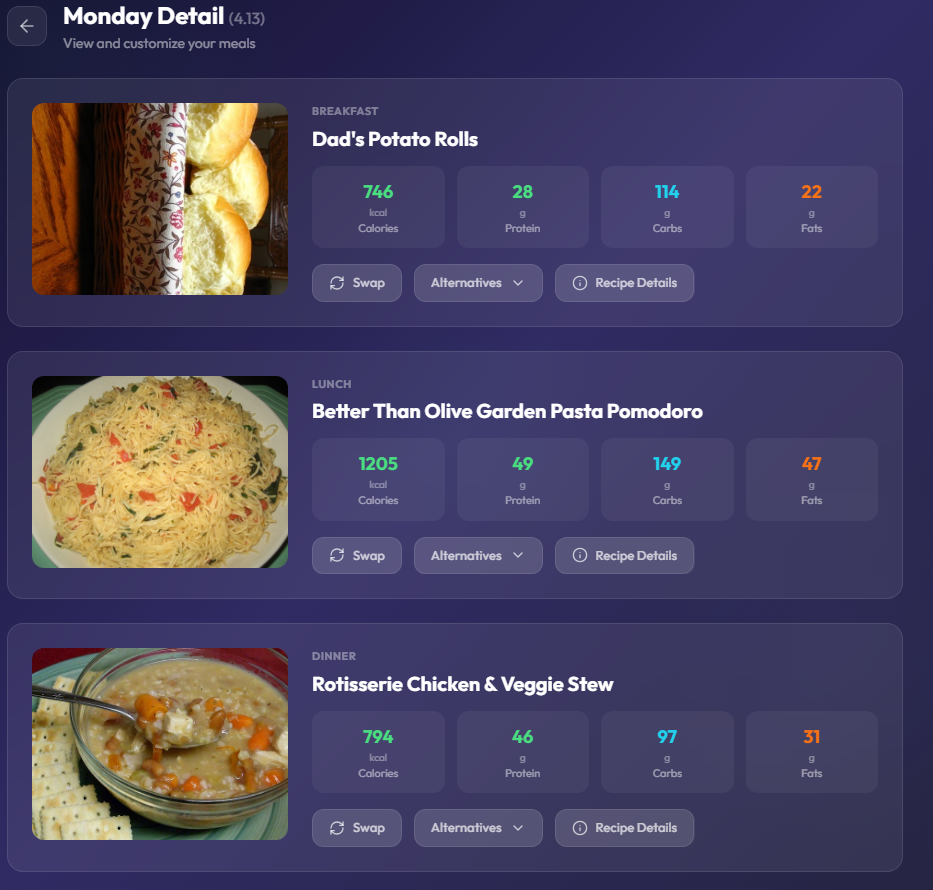 Monday Detail (4.13)
View and customize your meals
BREAKFAST
Dad's Potato Rolls
746 28 114 22
kcal g g g
Calories Protein Carbs Fats
Swap Alternatives Recipe Details
LUNCH
Better Than Olive Garden Pasta Pomodoro
1205 49 149 47
kcal g g g
Calories Protein Carbs Fats
Swap Alternatives Recipe Details
DINNER
Rotisserie Chicken & Veggie Stew
794 46 97 31
kcal g g g
Calories Protein Carbs Fats
Swap Alternatives Recipe Details